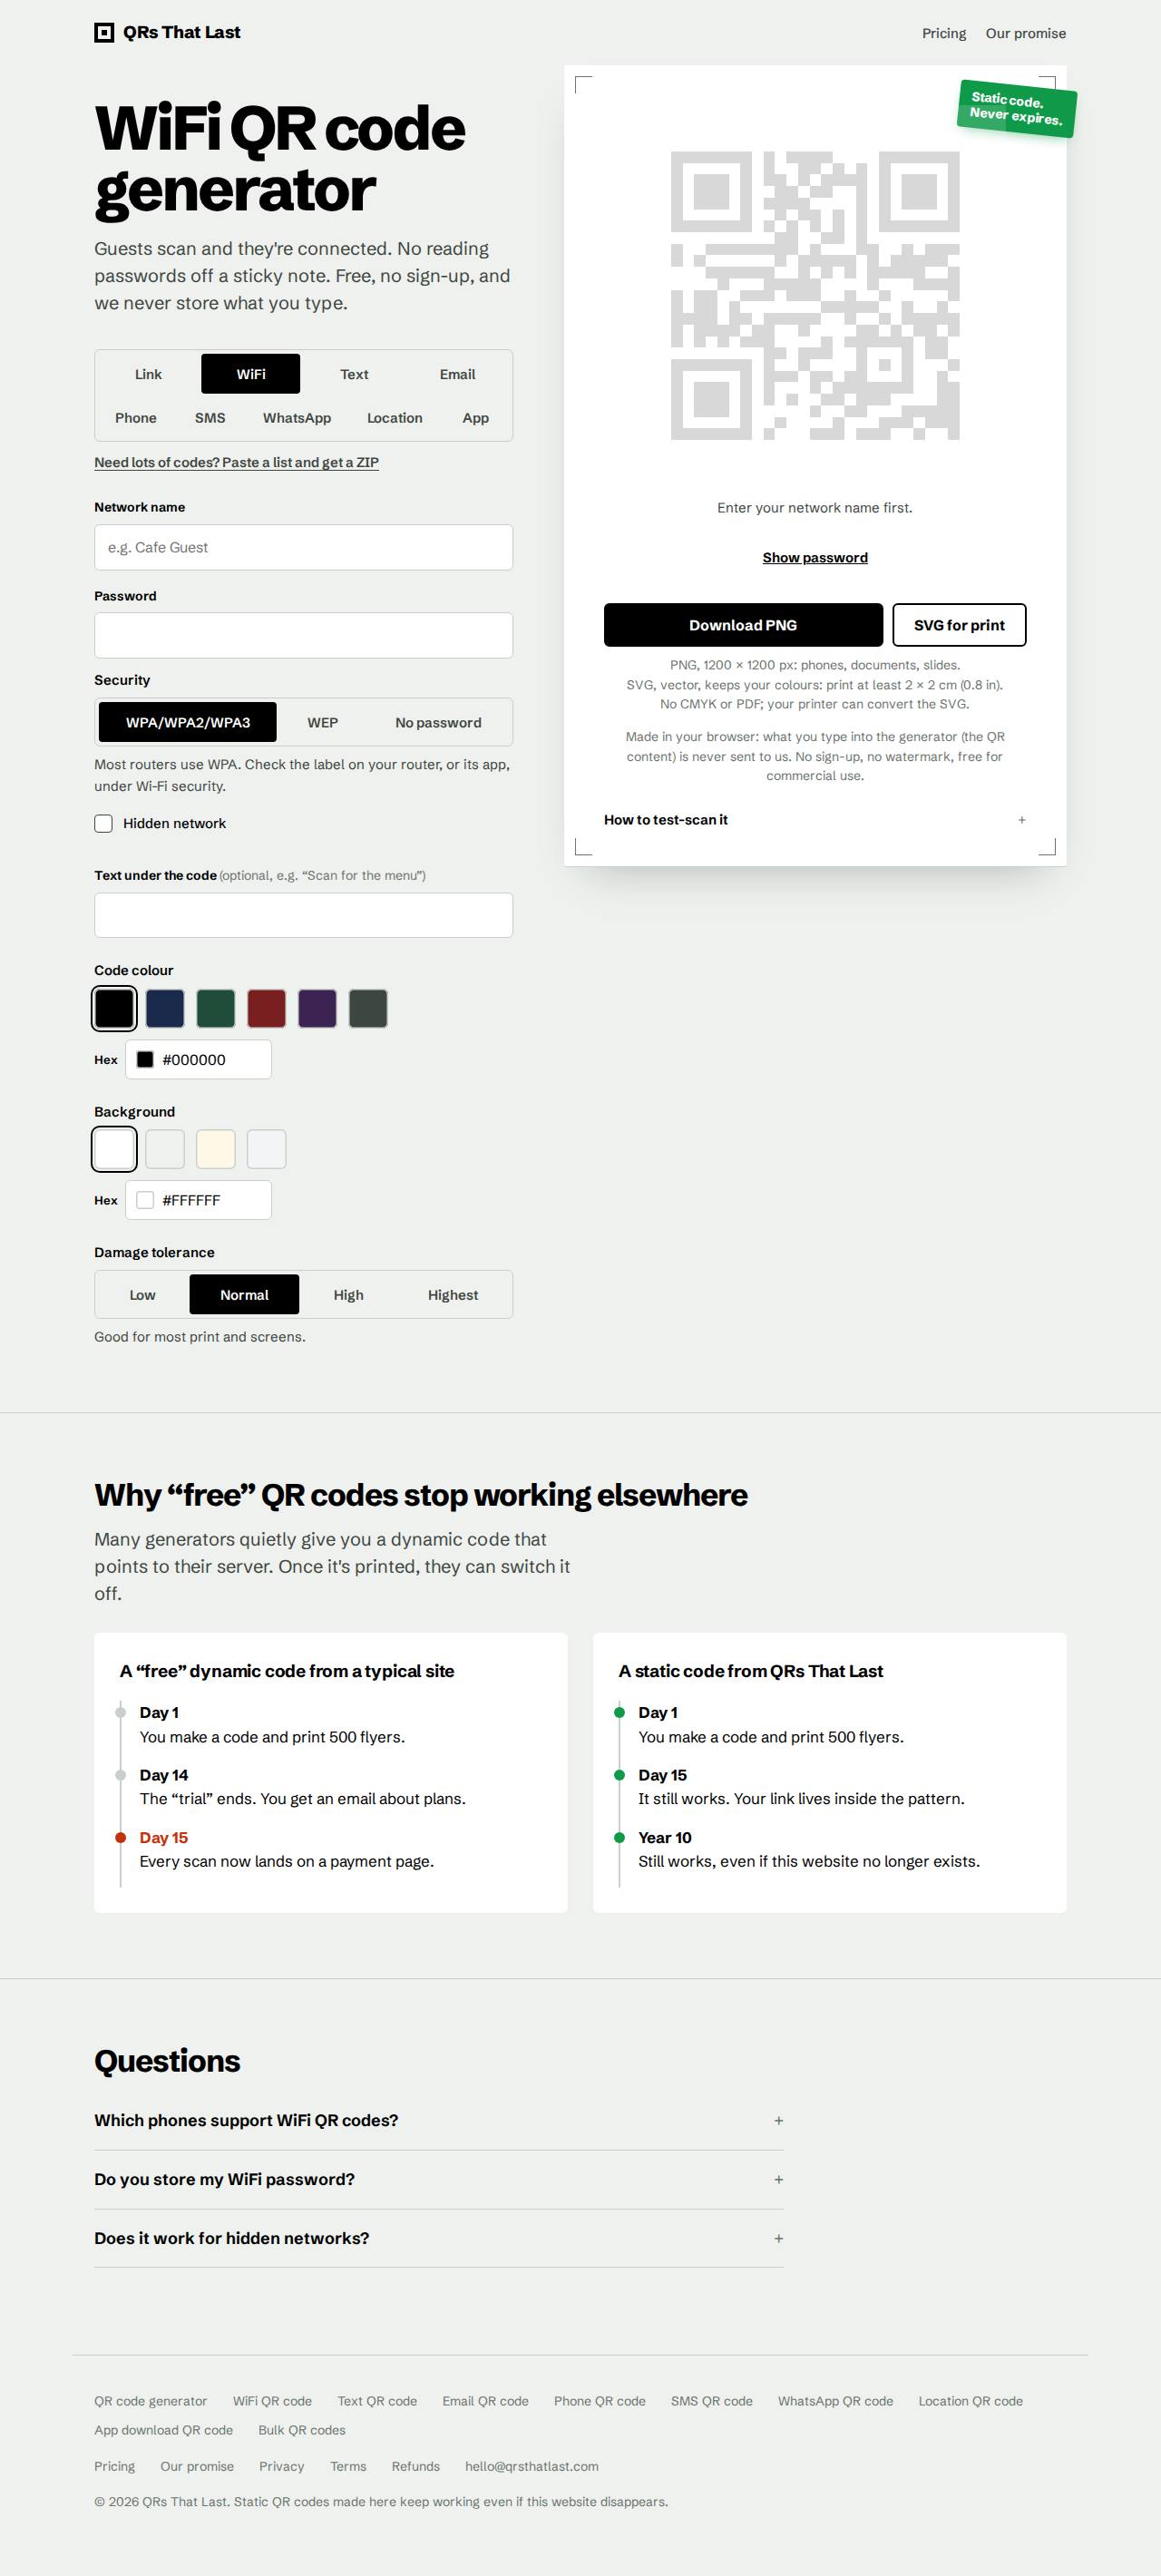 QRs That Last
Pricing
Our promise
WiFi QR code
generator
Guests scan and they're connected. No reading
passwords off a sticky note. Free, no sign-up, and
we never store what you type.
Link
WiFi
Text
Email
Phone
SMS
WhatsApp
Location
App
Need lots of codes? Paste a list and get a ZIP
Network name
e.g. Cafe Guest
Password
Security
WPA/WPA2/WPA3
WEP
No password
Most routers use WPA. Check the label on your router, or its app,
under Wi-Fi security.
Hidden network
Text under the code (optional, e.g. “Scan for the menu”)
Code colour
Hex
#000000
Background
Hex
#FFFFFF
Damage tolerance
Low
Normal
High
Highest
Good for most print and screens.
Static code.
Never expires.
Enter your network name first.
Show password
Download PNG
SVG for print
PNG, 1200 × 1200 px: phones, documents, slides.
SVG, vector, keeps your colours: print at least 2 × 2 cm (0.8 in).
No CMYK or PDF; your printer can convert the SVG.
Made in your browser: what you type into the generator (the QR
content) is never sent to us. No sign-up, no watermark, free for
commercial use.
How to test-scan it
+
Why “free” QR codes stop working elsewhere
Many generators quietly give you a dynamic code that
points to their server. Once it's printed, they can switch it
off.
A “free” dynamic code from a typical site
Day 1
You make a code and print 500 flyers.
Day 14
The “trial” ends. You get an email about plans.
Day 15
Every scan now lands on a payment page.
A static code from QRs That Last
Day 1
You make a code and print 500 flyers.
Day 15
It still works. Your link lives inside the pattern.
Year 10
Still works, even if this website no longer exists.
Questions
Which phones support WiFi QR codes?
+
Do you store my WiFi password?
+
Does it work for hidden networks?
+
QR code generator
WiFi QR code
Text QR code
Email QR code
Phone QR code
SMS QR code
WhatsApp QR code
Location QR code
App download QR code
Bulk QR codes
Pricing
Our promise
Privacy
Terms
Refunds
hello@qrsthatlast.com
© 2026 QRs That Last. Static QR codes made here keep working even if this website disappears.